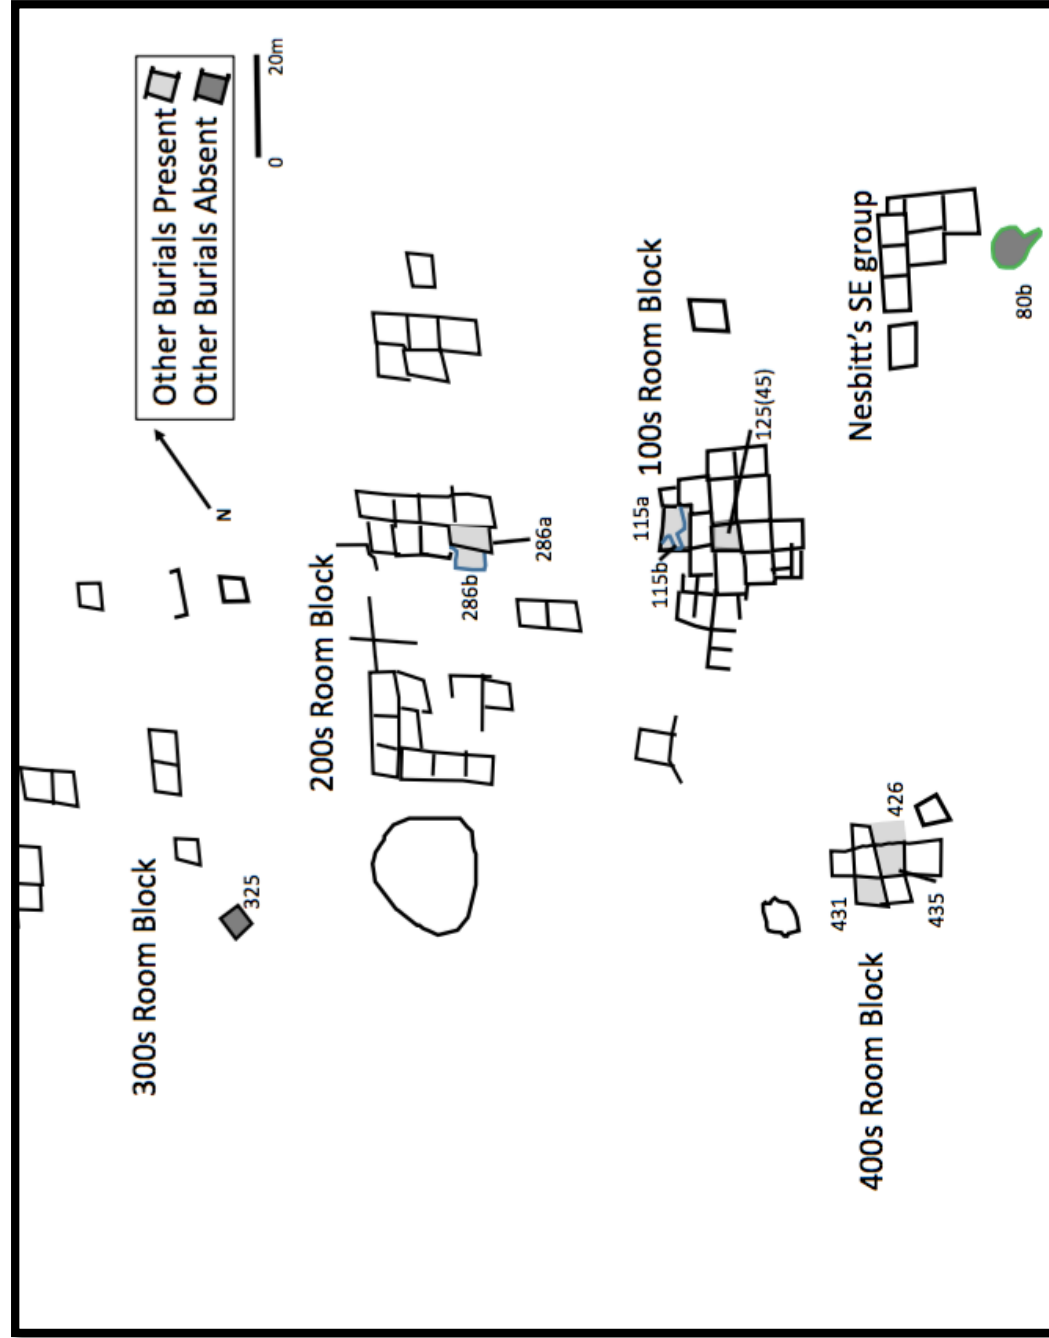 Other Burials Present
Other Burials Absent
0
20m
N
300s Room Block
325
200s Room Block
286b
286a
100s Room Block
115a
115b
125(45)
Nesbitt's SE group
80b
400s Room Block
431
426
435